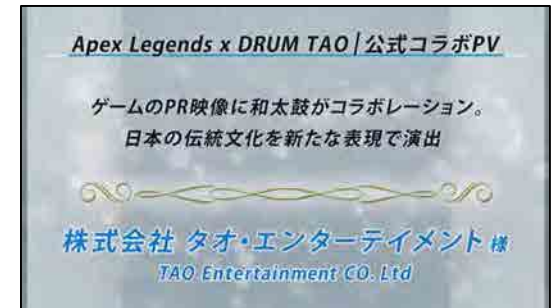 Apex Legends x DRUM TAO|公式コラボPV
ゲームのPR映像に和太鼓がコラボレーション。
日本の伝統文化を新たな表現で演出
株式会社 タオ・エンターテイメント 様
TAO Entertainment CO. Ltd